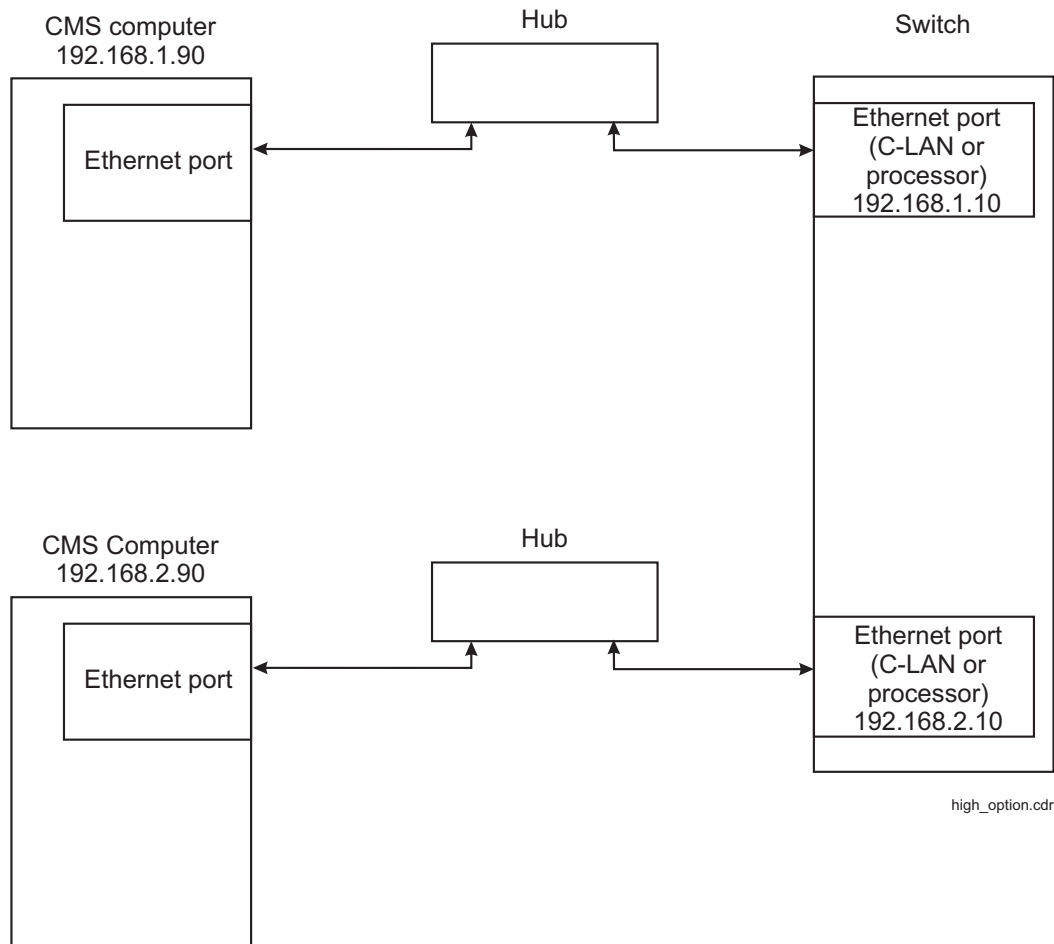 CMS computer
192.168.1.90
Hub
Switch
Ethernet port
Ethernet port
(C-LAN or
processor)
192.168.1.10
CMS Computer
192.168.2.90
Hub
Ethernet port
Ethernet port
(C-LAN or
processor)
192.168.2.10
high_option.cdr